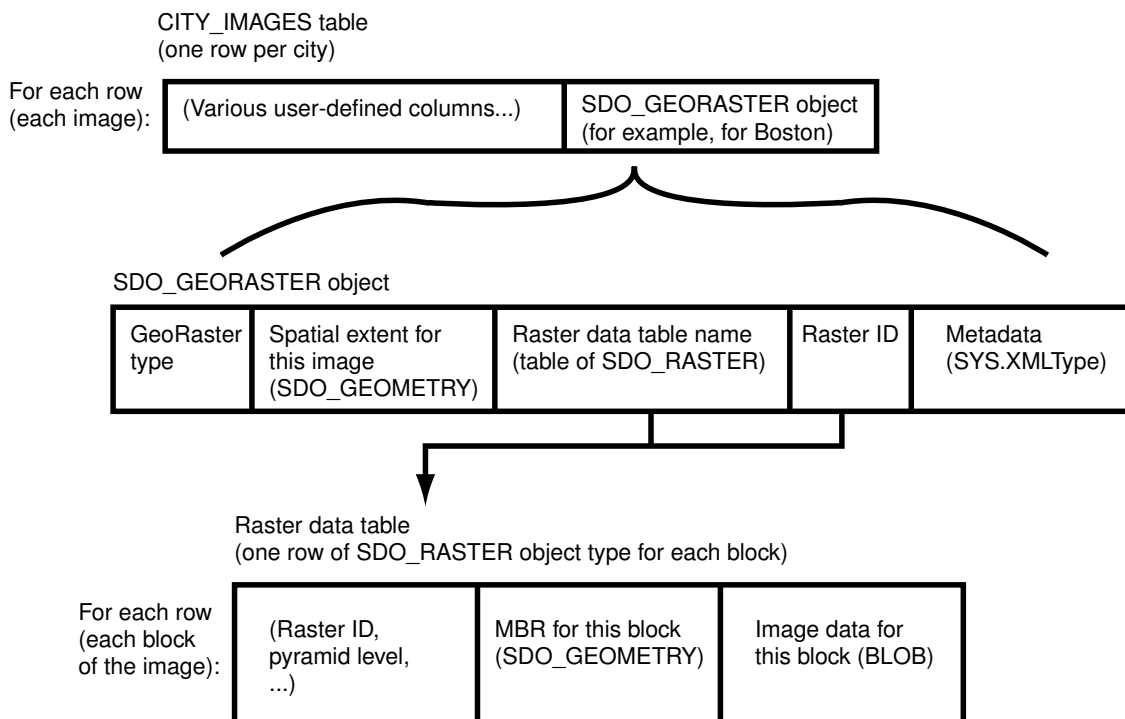 CITY_IMAGES table
(one row per city)
For each row
(each image):
(Various user-defined columns...)
SDO_GEORASTER object
(for example, for Boston)
SDO_GEORASTER object
GeoRaster
type
Spatial extent for
this image
(SDO_GEOMETRY)
Raster data table name
(table of SDO_RASTER)
Raster ID
Metadata
(SYS.XMLType)
Raster data table
(one row of SDO_RASTER object type for each block)
For each row
(each block
of the image):
(Raster ID,
pyramid level,
...)
MBR for this block
(SDO_GEOMETRY)
Image data for
this block (BLOB)